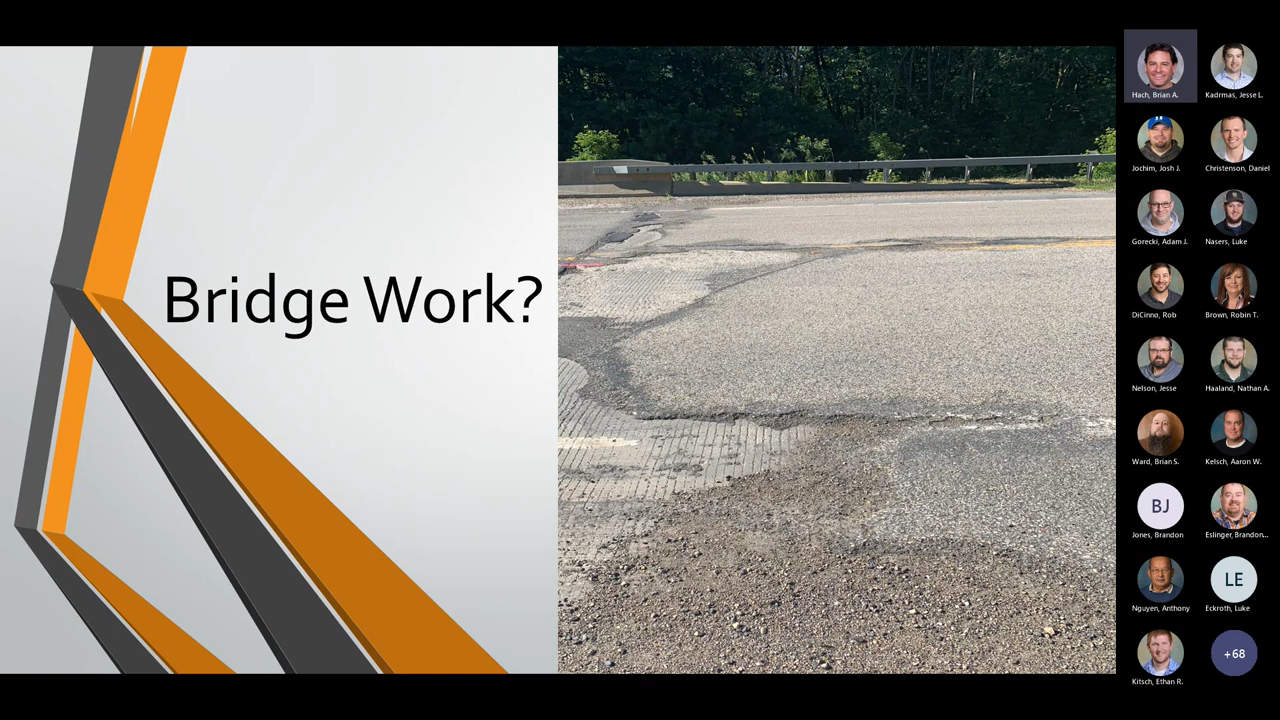 Bridge Work?
Hach, Brian A.
Kadrmas, Jesse L.
Jochim, Josh J.
Christenson, Daniel
Gorecki, Adam J.
Nasers, Luke
DiCinno, Rob
Brown, Robin T.
Nelson, Jesse
Haaland, Nathan A.
Ward, Brian S.
Kelsch, Aaron W.
BJ
Jones, Brandon
Eslinger, Brandon...
Nguyen, Anthony
LE
Eckroth, Luke
Kitsch, Ethan R.
+68